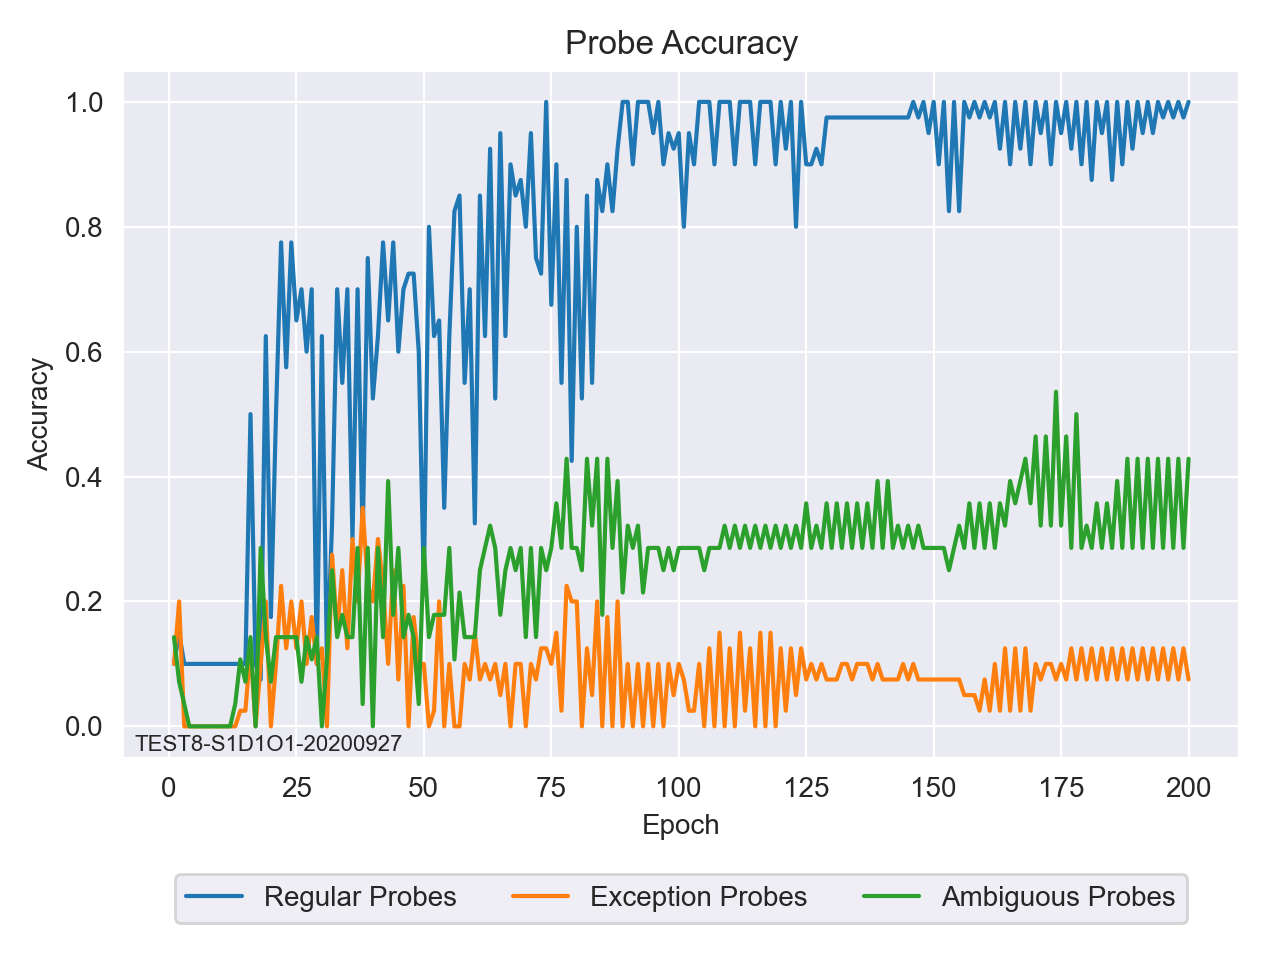 Probe Accuracy
1.0
0.8
0.6
0.4
0.2
0.0
Accuracy
TEST8-S1D1O1-20200927
0 25 50 75 100 125 150 175 200
Epoch
Regular Probes Exception Probes Ambiguous Probes